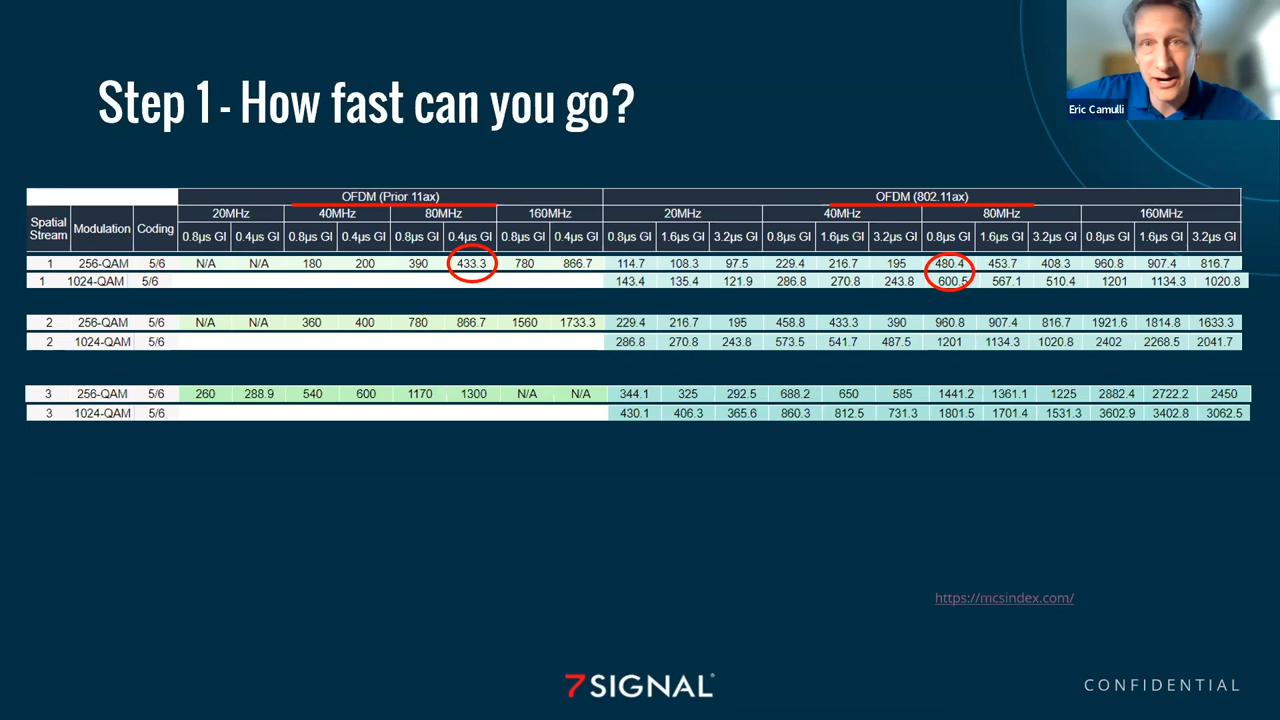 Eric Camulli
Step 1 - How fast can you go?
OFDM (Prior 11ax) OFDM (802.11ax)
20MHz 40MHz 80MHz 160MHz 20MHz 40MHz 80MHz 160MHz
Spatial Stream Modulation Coding 0.8µs GI 0.4µs GI 0.8µs GI 0.4µs GI 0.8µs GI 0.4µs GI 0.8µs GI 0.4µs GI 0.8µs GI 1.6µs GI 3.2µs GI 0.8µs GI 1.6µs GI 3.2µs GI 0.8µs GI 1.6µs GI 3.2µs GI 0.8µs GI 1.6µs GI 3.2µs GI
1 256-QAM 5/6 N/A N/A 180 200 390 433.3 780 866.7 114.7 108.3 97.5 229.4 216.7 195 480.4 453.7 408.3 960.8 907.4 816.7
1 1024-QAM 5/6 143.4 135.4 121.9 286.8 270.8 243.8 600.5 567.1 510.4 1201 1134.3 1020.8
2 256-QAM 5/6 N/A N/A 360 400 780 866.7 1560 1733.3 229.4 216.7 195 458.8 433.3 390 960.8 907.4 816.7 1921.6 1814.8 1633.3
2 1024-QAM 5/6 286.8 270.8 243.8 573.5 541.7 487.5 1201 1134.3 1020.8 2402 2268.5 2041.7
3 256-QAM 5/6 260 288.9 540 600 1170 1300 N/A N/A 344.1 325 292.5 688.2 650 585 1441.2 1361.1 1225 2882.4 2722.2 2450
3 1024-QAM 5/6 430.1 406.3 365.6 860.3 812.5 731.3 1801.5 1701.4 1531.3 3602.9 3402.8 3062.5
https://mcsindex.com/
7SIGNAL®
CONFIDENTIAL